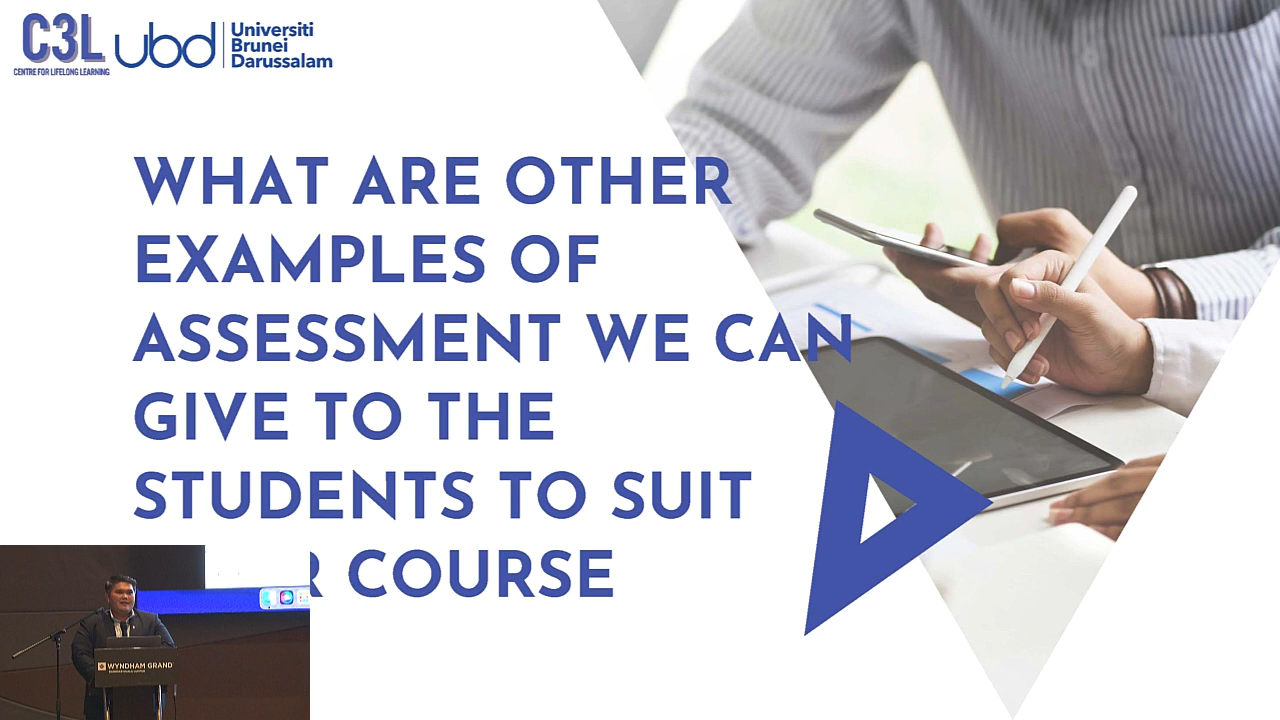 C3L
CENTRE FOR LIFELONG LEARNING
ubd
Universiti
Brunei
Darussalam
WHAT ARE OTHER
EXAMPLES OF
ASSESSMENT WE CAN
GIVE TO THE
STUDENTS TO SUIT
R COURSE
WYNDHAM GRAND